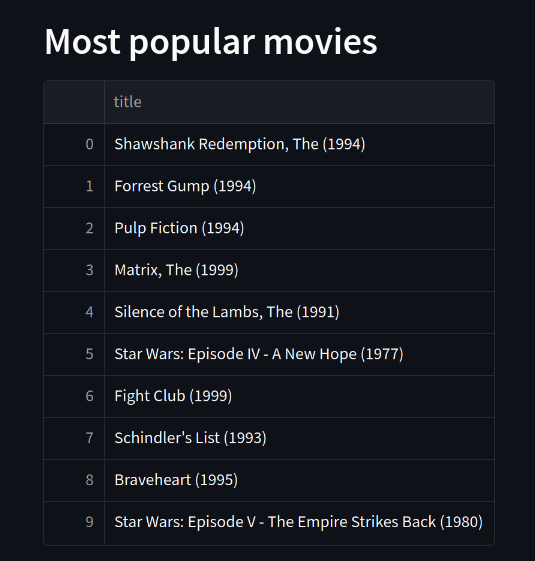 Most popular movies
title
0 Shawshank Redemption, The (1994)
1 Forrest Gump (1994)
2 Pulp Fiction (1994)
3 Matrix, The (1999)
4 Silence of the Lambs, The (1991)
5 Star Wars: Episode IV - A New Hope (1977)
6 Fight Club (1999)
7 Schindler's List (1993)
8 Braveheart (1995)
9 Star Wars: Episode V - The Empire Strikes Back (1980)